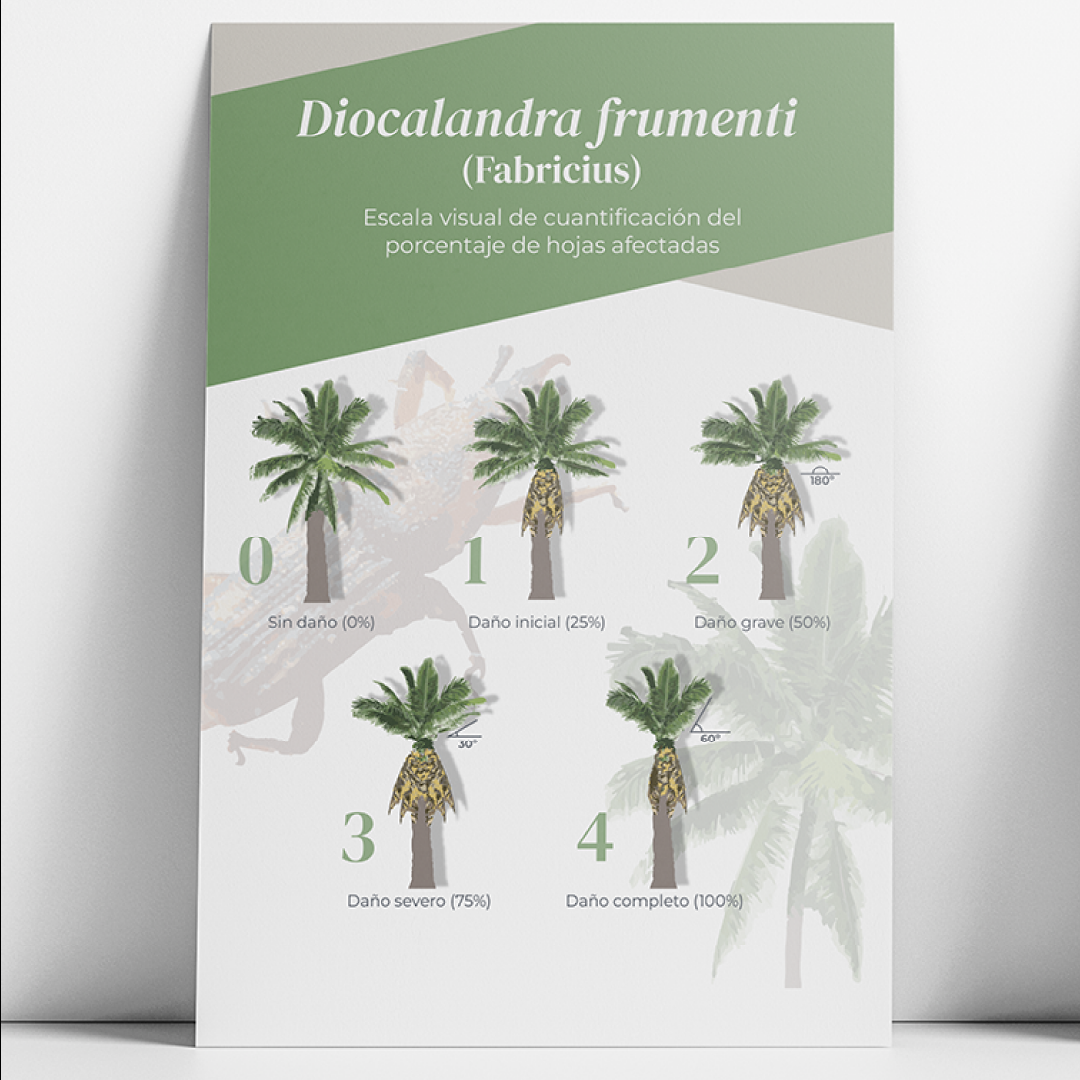 Diocalandra frumenti
(Fabricius)
Escala visual de cuantificación del
porcentaje de hojas afectadas
180°
0
1
2
Sin daño (0%)
Daño inicial (25%)
Daño grave (50%)
30°
60°
3
4
Daño severo (75%)
Daño completo (100%)